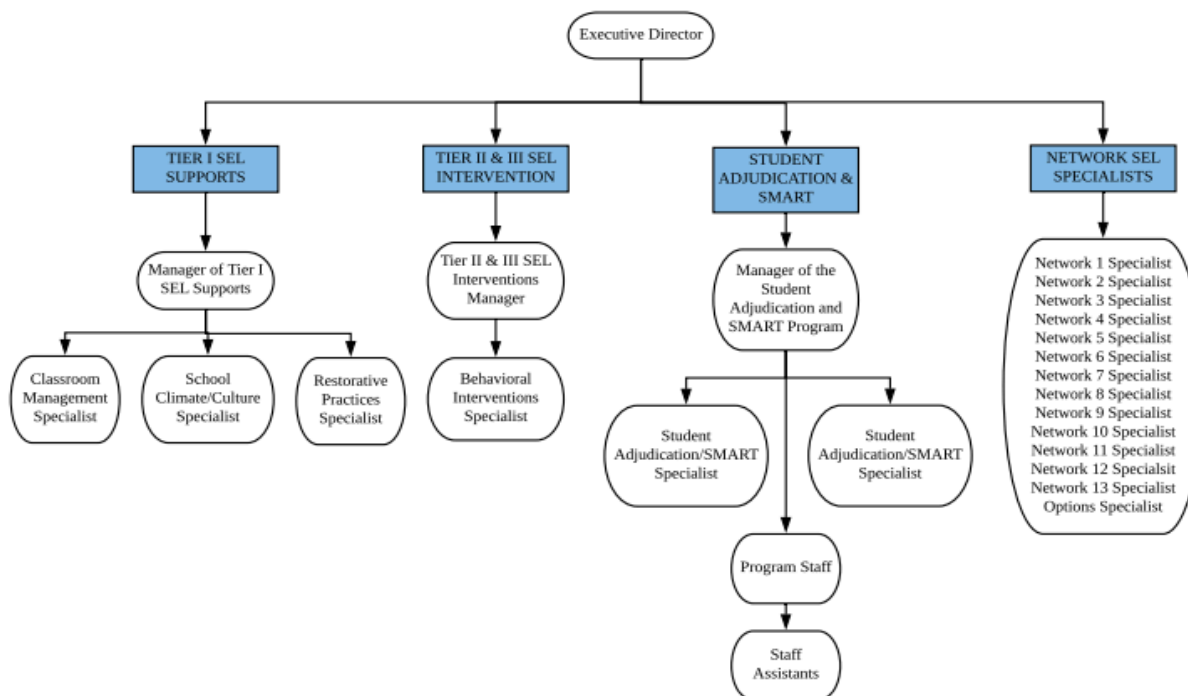 Executive Director
TIER I SEL
SUPPORTS
TIER II & III SEL
INTERVENTION
STUDENT
ADJUDICATION &
SMART
NETWORK SEL
SPECIALISTS
Manager of Tier I
SEL Supports
Tier II & III SEL
Interventions
Manager
Manager of the
Student
Adjudication and
SMART Program
Network 1 Specialist
Network 2 Specialist
Network 3 Specialist
Network 4 Specialist
Network 5 Specialist
Network 6 Specialist
Network 7 Specialist
Network 8 Specialist
Network 9 Specialist
Network 10 Specialist
Network 11 Specialist
Network 12 Specialsit
Network 13 Specialist
Options Specialist
Classroom
Management
Specialist
School
Climate/Culture
Specialist
Restorative
Practices
Specialist
Behavioral
Interventions
Specialist
Student
Adjudication/SMART
Specialist
Student
Adjudication/SMART
Specialist
Program Staff
Staff
Assistants